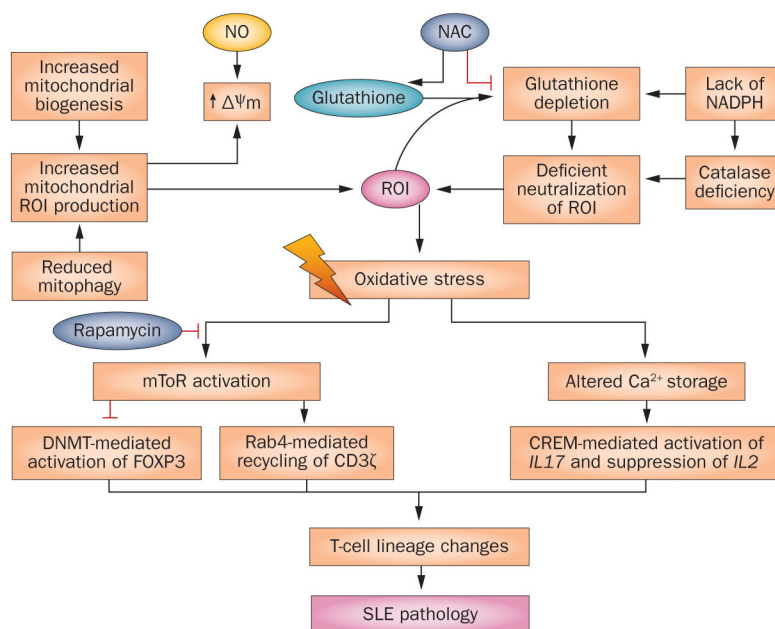 NO
NAC
Increased
mitochondrial
biogenesis
↑ ΔΨm
Glutathione
Glutathione
depletion
Lack of
NADPH
Increased
mitochondrial
ROI production
ROI
Deficient
neutralization
of ROI
Catalase
deficiency
Reduced
mitophagy
Oxidative stress
Rapamycin
mToR activation
Altered Ca²⁺ storage
DNMT-mediated
activation of FOXP3
Rab4-mediated
recycling of CD3ζ
CREM-mediated activation of
IL17 and suppression of IL2
T-cell lineage changes
SLE pathology